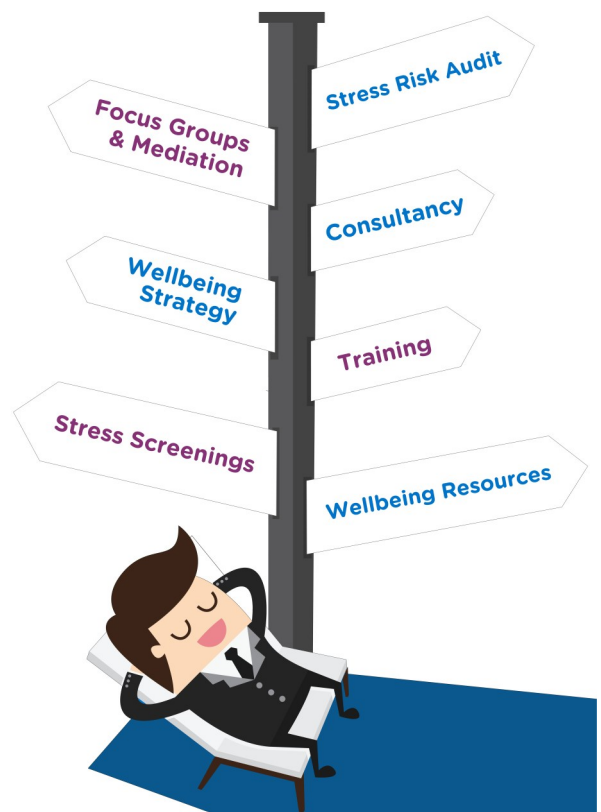 Stress Risk Audit
Focus Groups
& Mediation
Consultancy
Wellbeing
Strategy
Training
Stress Screenings
Wellbeing Resources